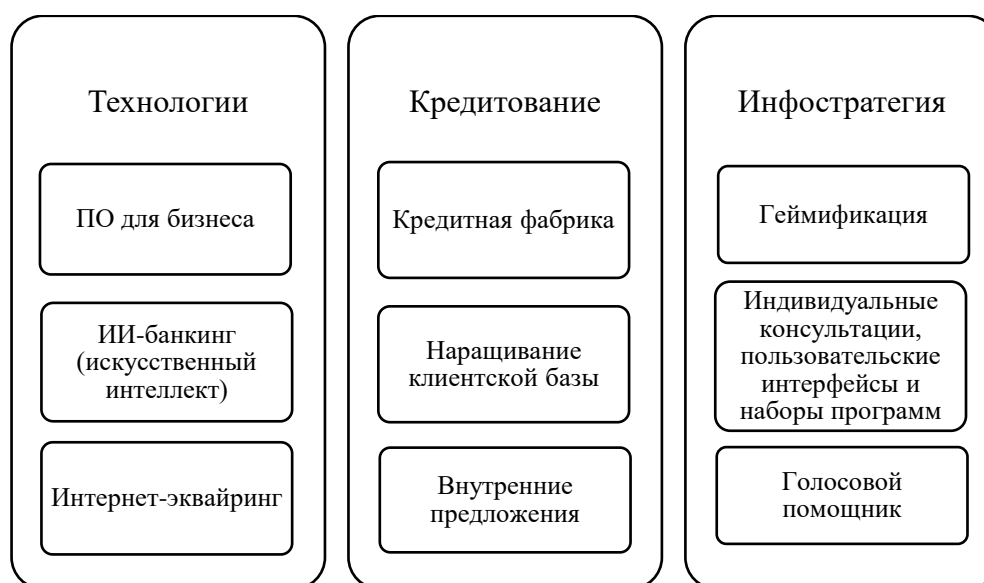 Технологии
ПО для бизнеса
ИИ-банкинг
(искусственный
интеллект)
Интернет-эквайринг
Кредитование
Кредитная фабрика
Наращивание
клиентской базы
Внутренние
предложения
Инфостратегия
Геймификация
Индивидуальные
консультации,
пользовательские
интерфейсы и
наборы программ
Голосовой
помощник